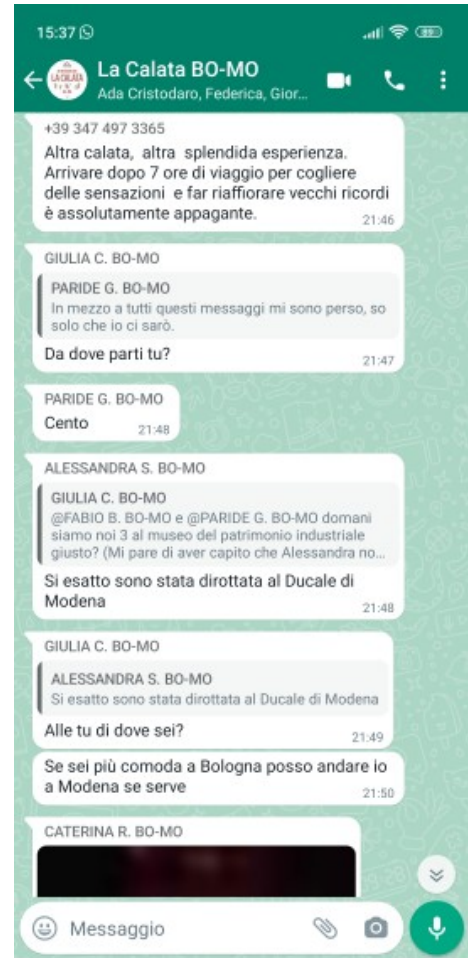 15:37
La Calata BO-MO
Ada Cristodaro, Federica, Gior...
+39 347 497 3365
Altra calata, altra splendida esperienza.
Arrivare dopo 7 ore di viaggio per cogliere
delle sensazioni e far riaffiorare vecchi ricordi
è assolutamente appagante.
21:46
GIULIA C. BO-MO
PARIDE G. BO-MO
In mezzo a tutti questi messaggi mi sono perso, so
solo che io ci sarò.
Da dove parti tu?
21:47
PARIDE G. BO-MO
Cento
21:48
ALESSANDRA S. BO-MO
GIULIA C. BO-MO
@FABIO B. BO-MO e @PARIDE G. BO-MO domani
siamo noi 3 al museo del patrimonio industriale
giusto? (Mi pare di aver capito che Alessandra no...
Si esatto sono stata dirottata al Ducale di
Modena
21:48
GIULIA C. BO-MO
ALESSANDRA S. BO-MO
Si esatto sono stata dirottata al Ducale di Modena
Alle tu di dove sei?
21:49
Se sei più comoda a Bologna posso andare io
a Modena se serve
21:50
CATERINA R. BO-MO
Messaggio